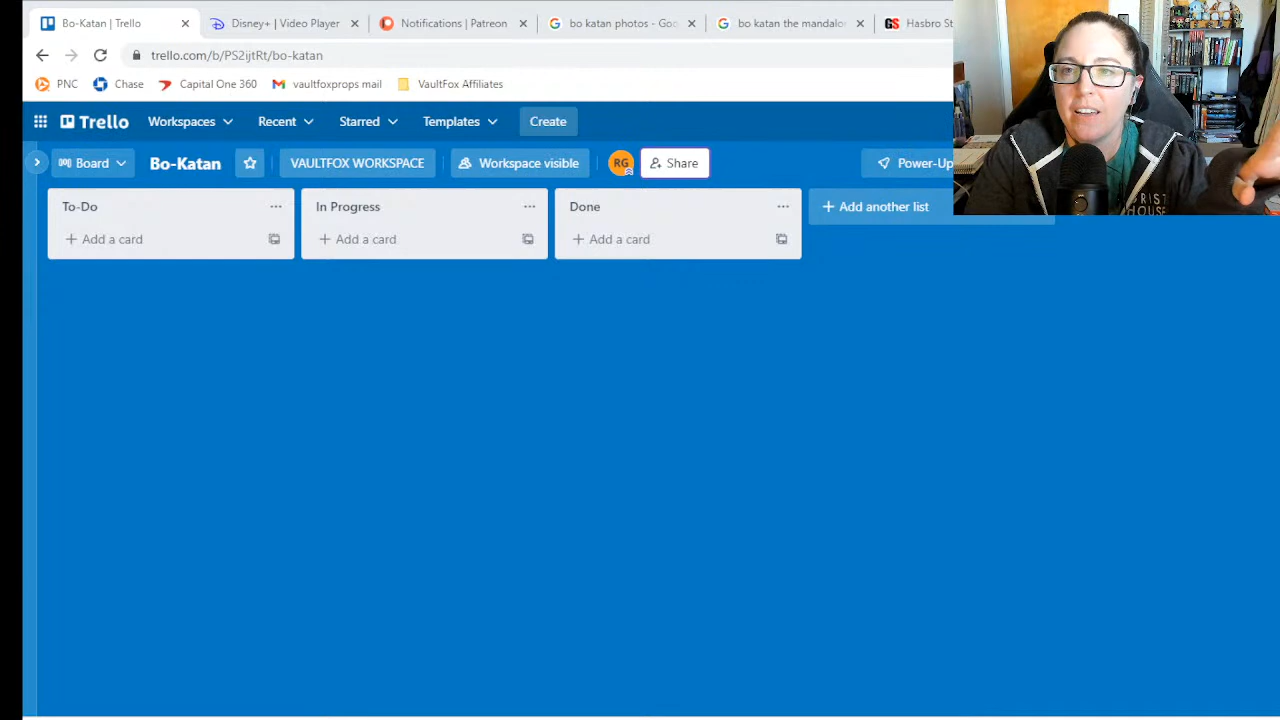 Bo-Katan | Trello
Disney+ | Video Player
Notifications | Patreon
bo katan photos - Goo
bo katan the mandalo
Hasbro St
trello.com/b/PS2ijtRt/bo-katan
PNC
Chase
Capital One 360
vaultfoxprops mail
VaultFox Affiliates
Trello
Workspaces
Recent
Starred
Templates
Create
Board
Bo-Katan
VAULTFOX WORKSPACE
Workspace visible
RG
Share
Power-Up
To-Do
In Progress
Done
+ Add another list
+ Add a card
+ Add a card
+ Add a card
HOUSE